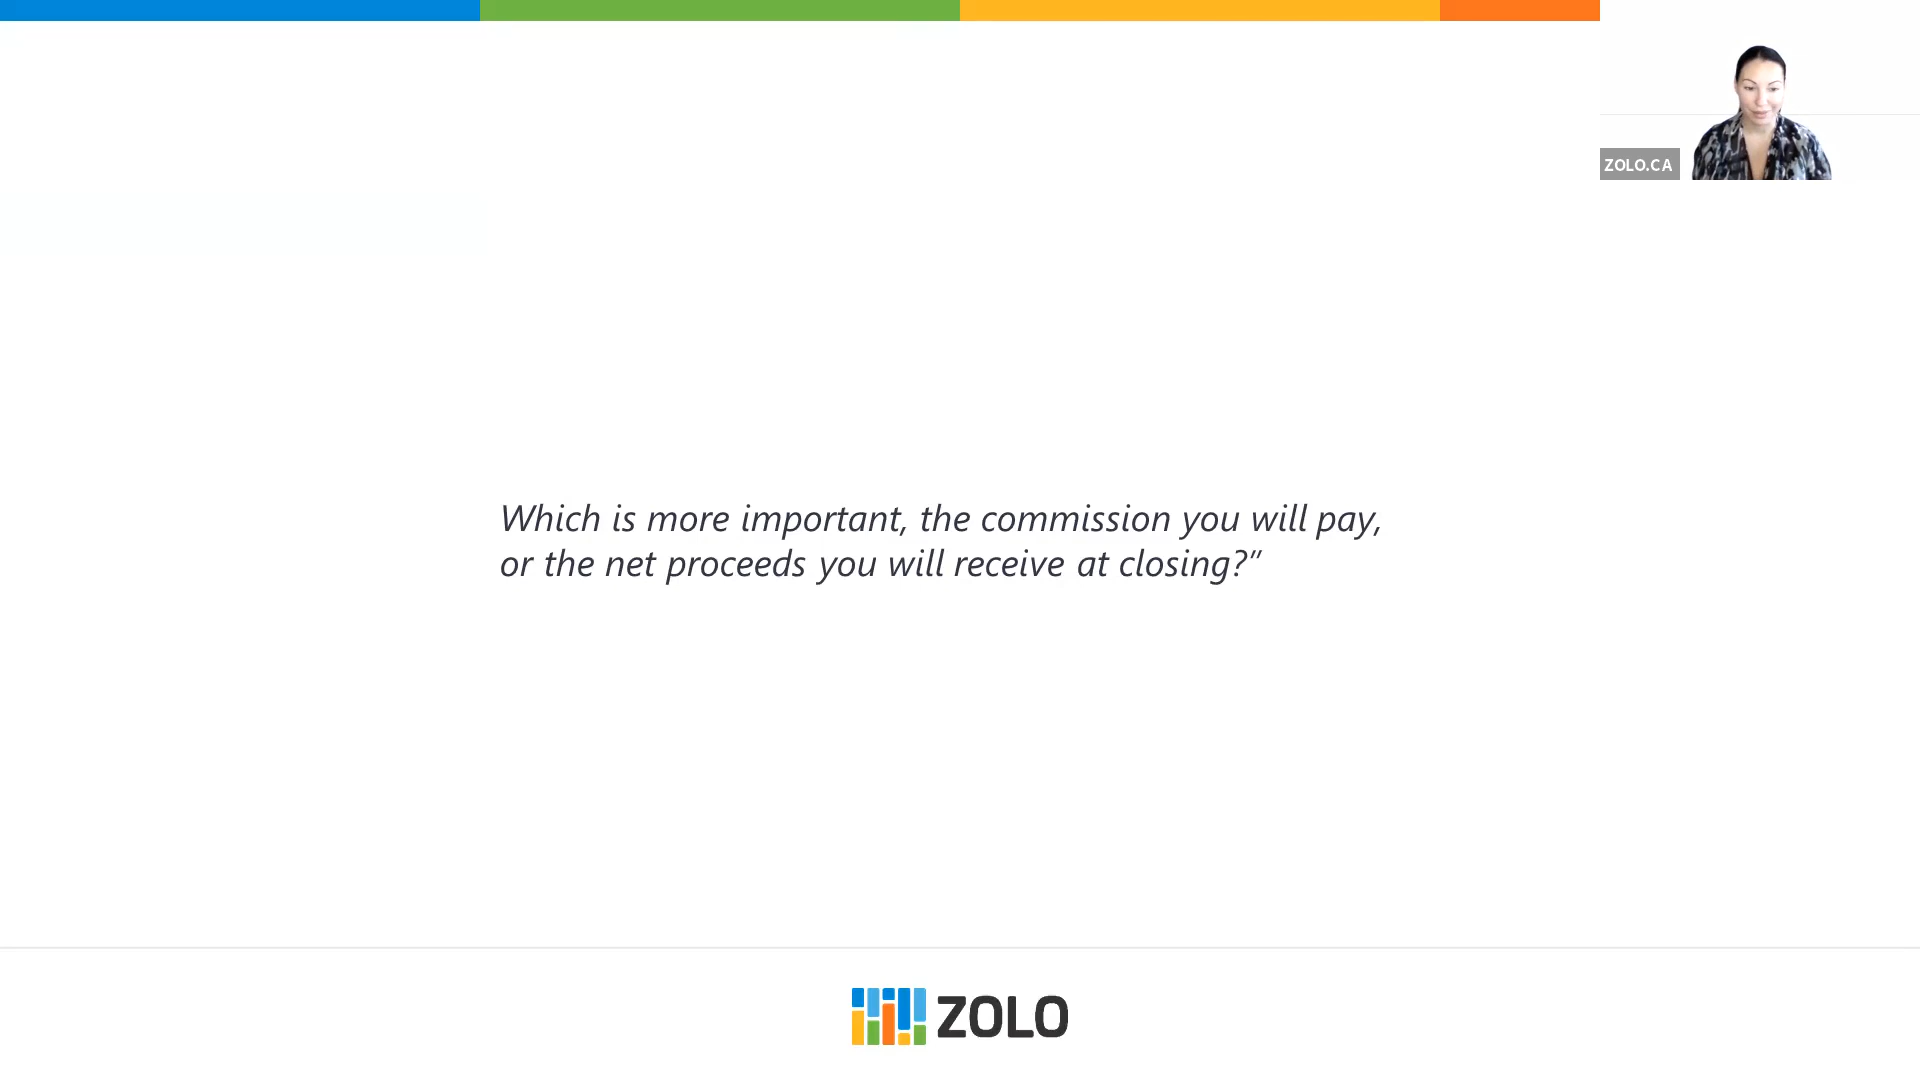 ZOLO.CA
Which is more important, the commission you will pay,
or the net proceeds you will receive at closing?”
ZOLO